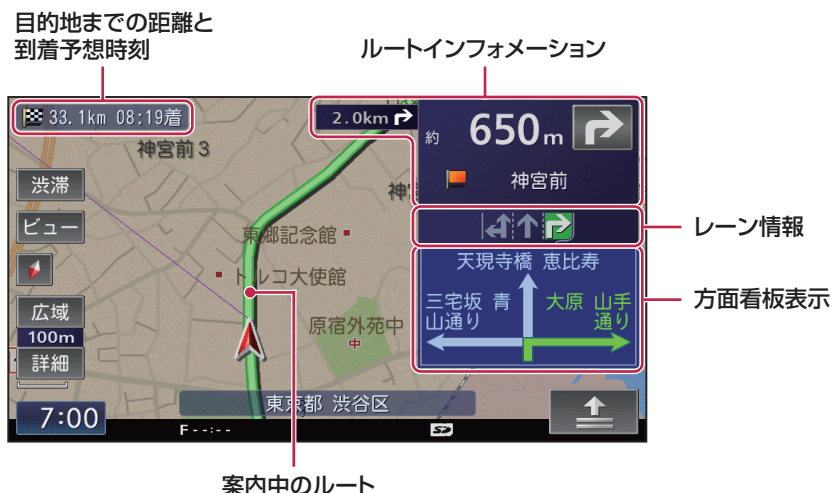 目的地までの距離と
到着予想時刻
ルートインフォメーション
33.1km 08:19着
2.0km
約 650m
神宮前3
神宮前
渋滞
神
レーン情報
ビュー
東郷記念館
天現寺橋 恵比寿
トルコ大使館
方面看板表示
三宅坂 青
山通り
大原 山手
通り
広域
100m
詳細
原宿外苑中
中
東京都 渋谷区
7:00
F--:--
SD
案内中のルート